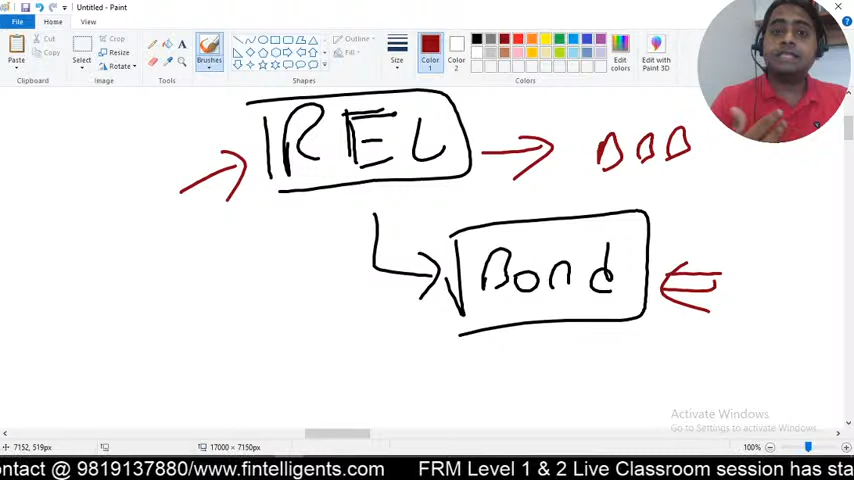 Untitled - Paint
File Home View
Cut
Copy
Paste
Clipboard
Crop
Resize
Rotate
Select
Image
Tools
Brushes
Shapes
Outline
Fill
Size
Color 1
Color 2
Colors
Edit colors
Edit with Paint 3D
REL
BBB
Bond
Activate Windows
Go to Settings to activate Windows.
7152, 519px
17000 × 7150px
100%
ontact @ 9819137880/www.fintelligents.com FRM Level 1 & 2 Live Classroom session has sta